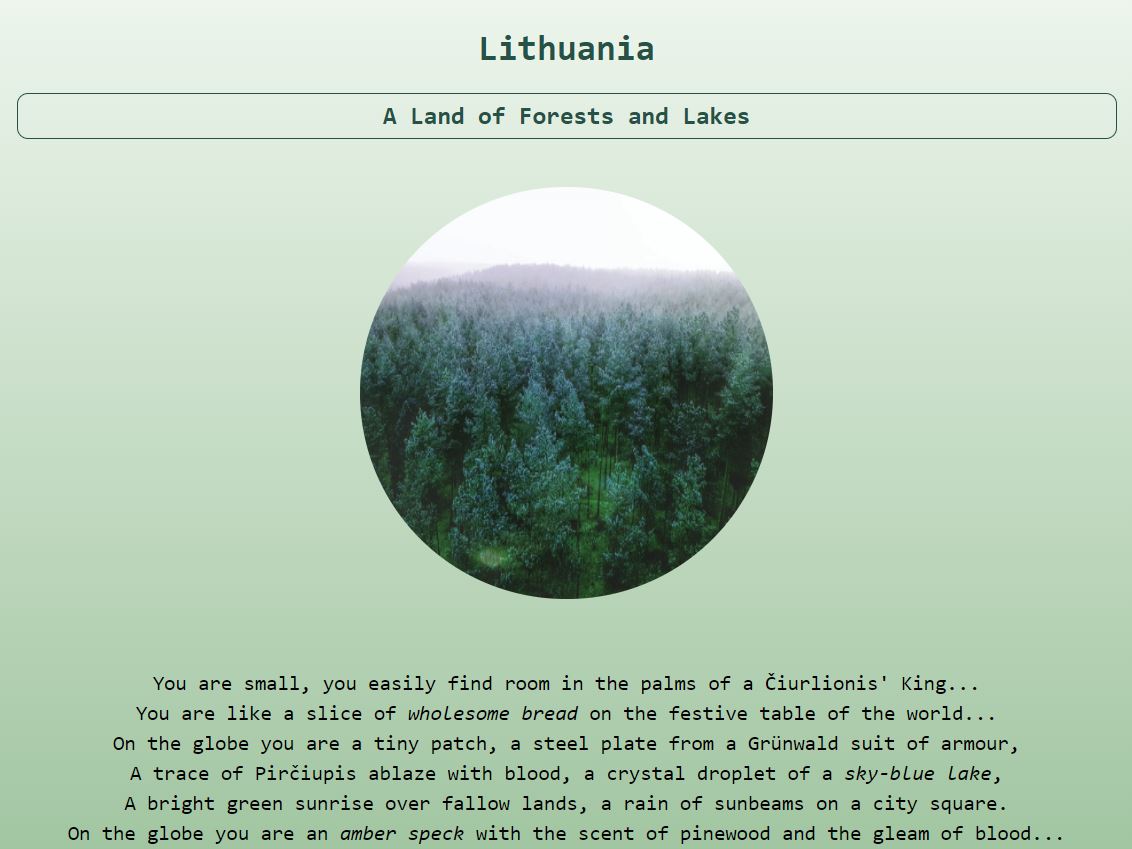 Lithuania
A Land of Forests and Lakes
You are small, you easily find room in the palms of a Čiurlionis' King...
You are like a slice of wholesome bread on the festive table of the world...
On the globe you are a tiny patch, a steel plate from a Grünwald suit of armour,
A trace of Pirčiupis ablaze with blood, a crystal droplet of a sky-blue lake,
A bright green sunrise over fallow lands, a rain of sunbeams on a city square.
On the globe you are an amber speck with the scent of pinewood and the gleam of blood...